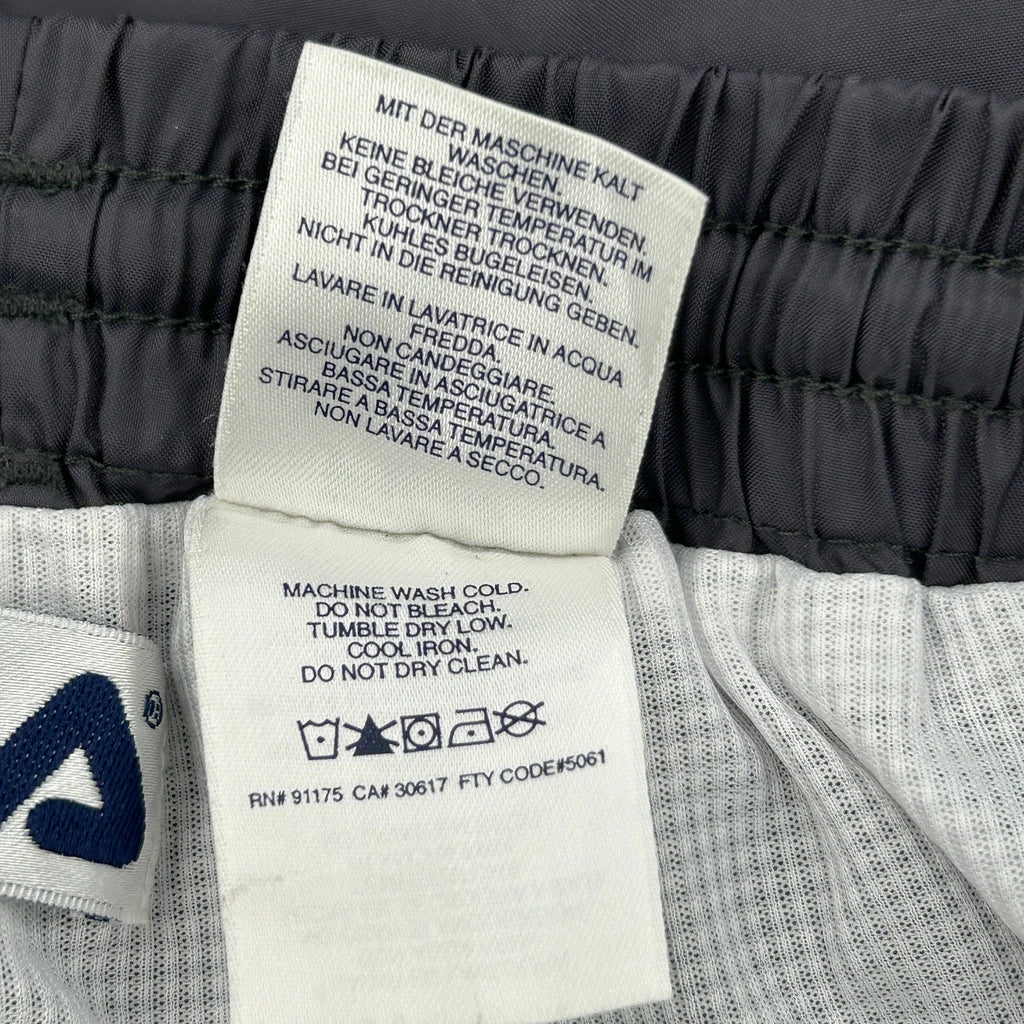 MIT DER MASCHINE KALT
WASCHEN.
KEINE BLEICHE VERWENDEN.
BEI GERINGER TEMPERATUR IM
TROCKNER TROCKNEN.
KUHLES BUGELEISEN.
NICHT IN DIE REINIGUNG GEBEN.
LAVARE IN LAVATRICE IN ACQUA
FREDDA.
NON CANDEGGIARE.
ASCIUGARE IN ASCIUGATRICE A
BASSA TEMPERATURA.
STIRARE A BASSA TEMPERATURA.
NON LAVARE A SECCO.
MACHINE WASH COLD.
DO NOT BLEACH.
TUMBLE DRY LOW.
COOL IRON.
DO NOT DRY CLEAN.
RN# 91175 CA# 30617 FTY CODE#5061
®